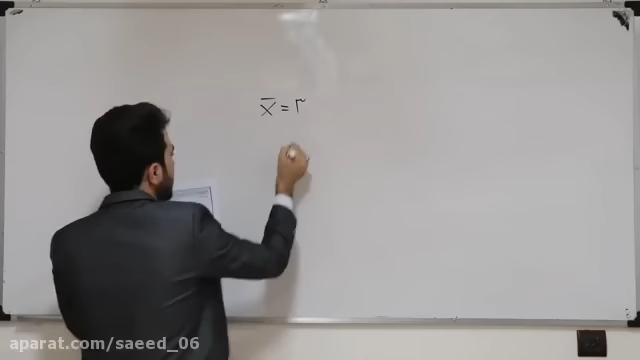 x̄ = ۳
aparat.com/saeed_06